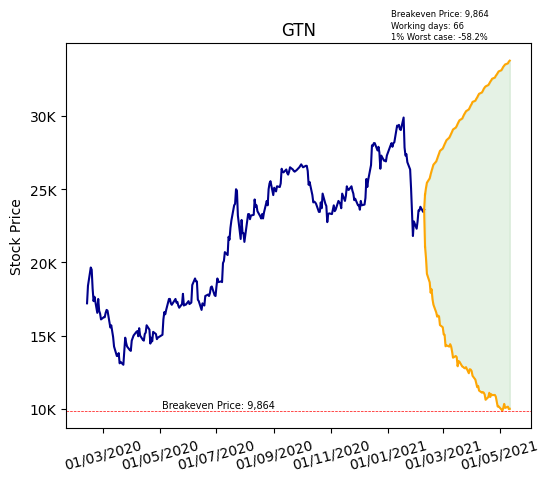 Breakeven Price: 9,864
Working days: 66
1% Worst case: -58.2%
GTN
Stock Price
30K
25K
20K
15K
10K
Breakeven Price: 9,864
01/03/2020 01/05/2020 01/07/2020 01/09/2020 01/11/2020 01/01/2021 01/03/2021 01/05/2021